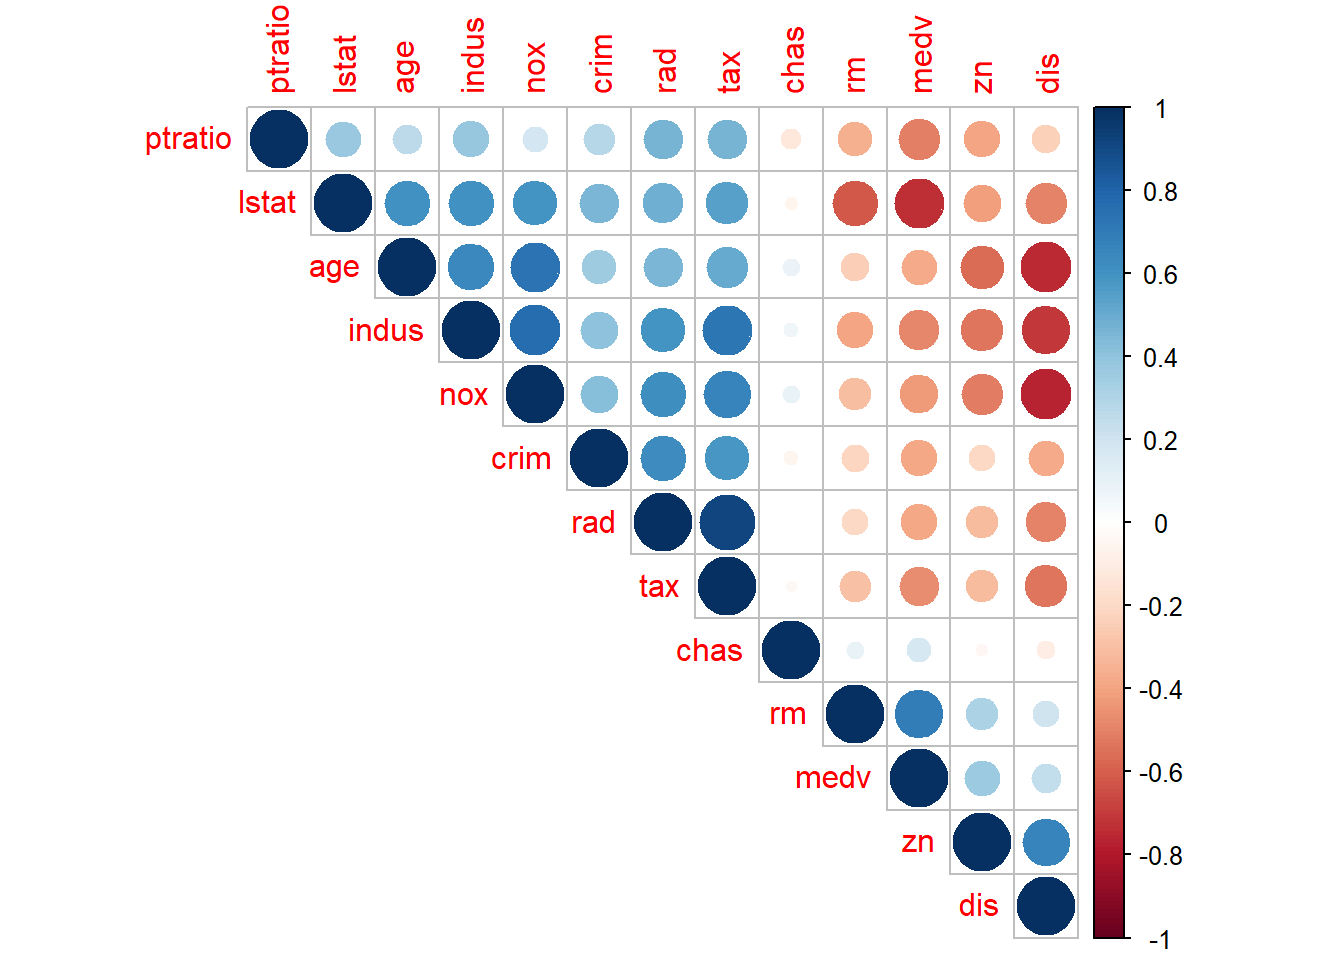 ptratio lstat age indus nox crim rad tax chas rm medv zn dis
ptratio
lstat
age
indus
nox
crim
rad
tax
chas
rm
medv
zn
dis
1
0.8
0.6
0.4
0.2
0
-0.2
-0.4
-0.6
-0.8
-1